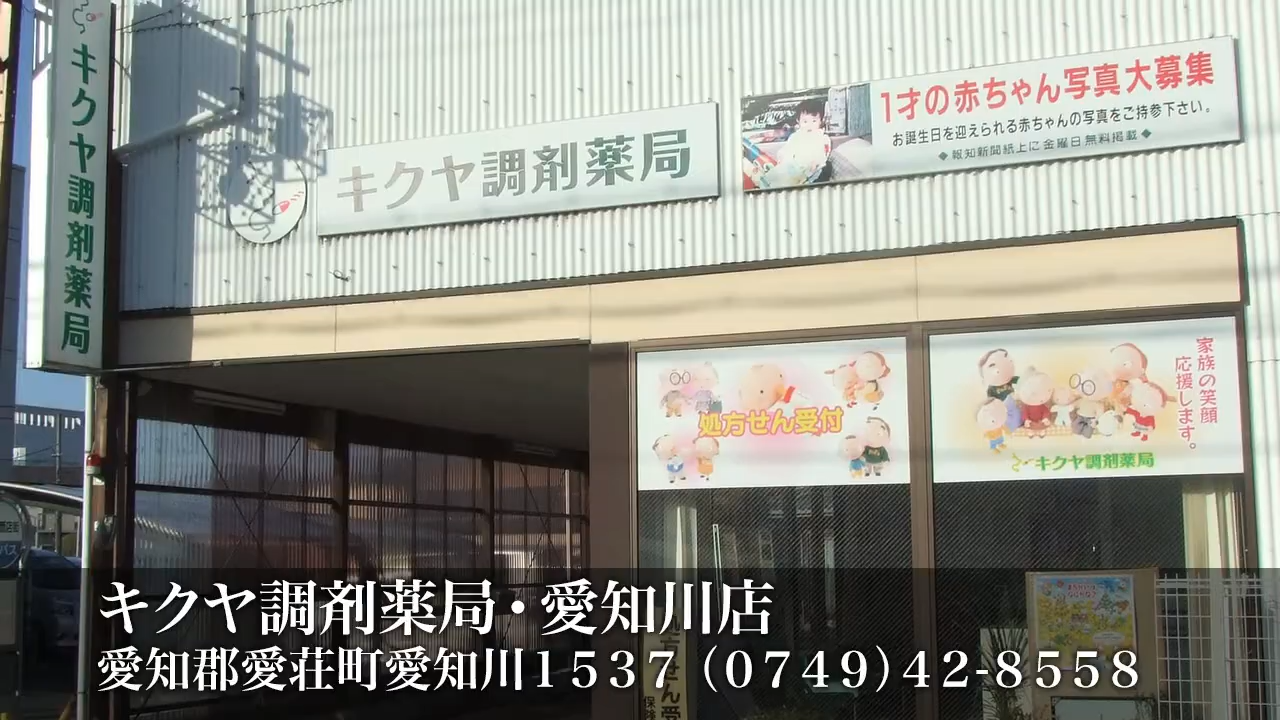 キクヤ調剤薬局
キクヤ調剤薬局
1才の赤ちゃん写真大募集
お誕生日を迎えられる赤ちゃんの写真をご持参下さい。
◆報知新聞紙上に金曜日無料掲載◆
処方せん受付
家族の笑顔
応援します。
キクヤ調剤薬局
バス
方せん受
キクヤ調剤薬局・愛知川店
愛知郡愛荘町愛知川1537（0749）42-8558